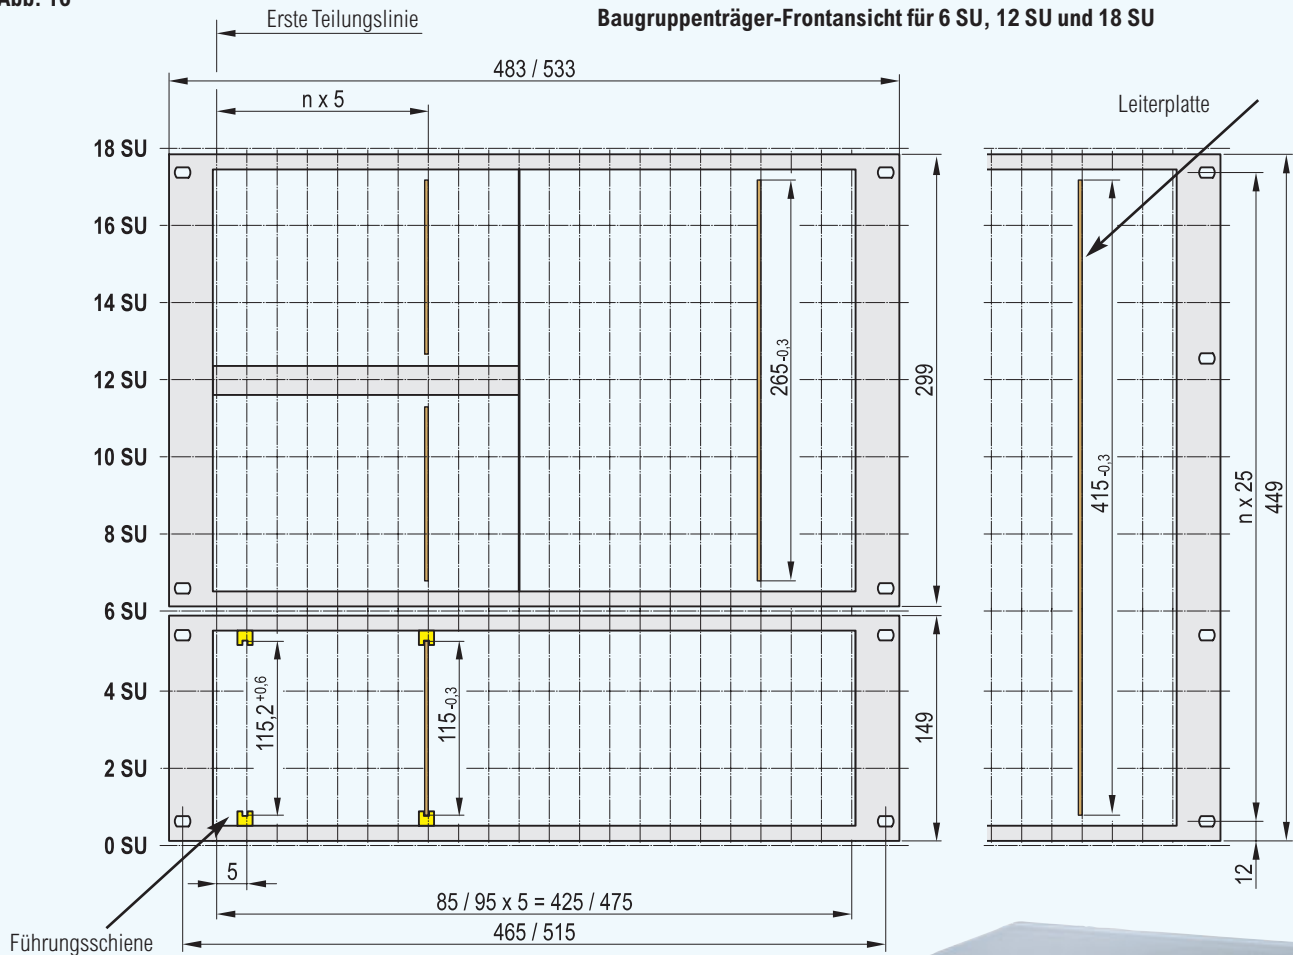 Abb. 10
Erste Teilungslinie
Baugruppenträger-Frontansicht für 6 SU, 12 SU und 18 SU
483 / 533
n x 5
Leiterplatte
18 SU
16 SU
14 SU
12 SU
10 SU
8 SU
6 SU
4 SU
2 SU
0 SU
265-0,3
299
415-0,3
n x 25
449
115,2+0,6
115-0,3
149
12
5
85 / 95 x 5 = 425 / 475
465 / 515
Führungsschiene